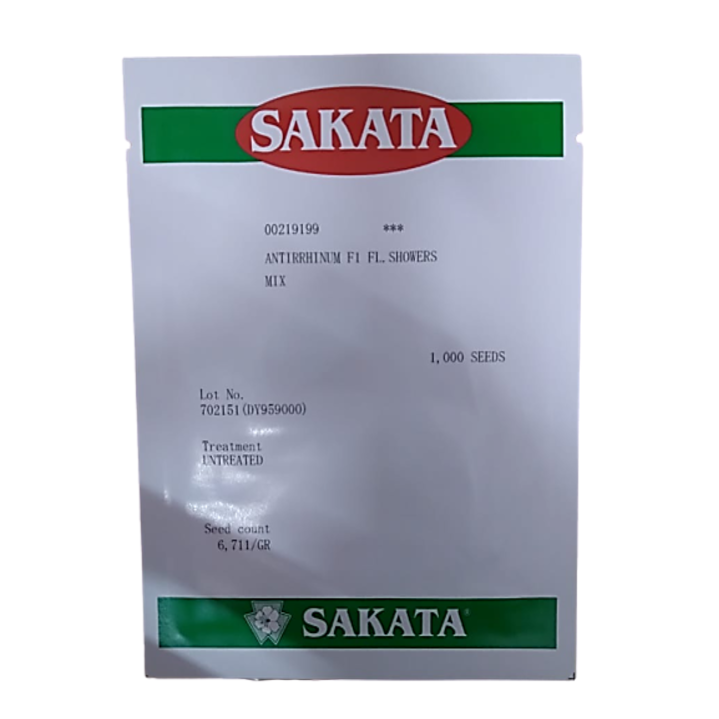 SAKATA
00219199 ***
ANTIRRHINUM F1 FL.SHOWERS
MIX
1,000 SEEDS
Lot No.
702151(DY959000)
Treatment
UNTREATED
Seed count
6,711/GR
SAKATA